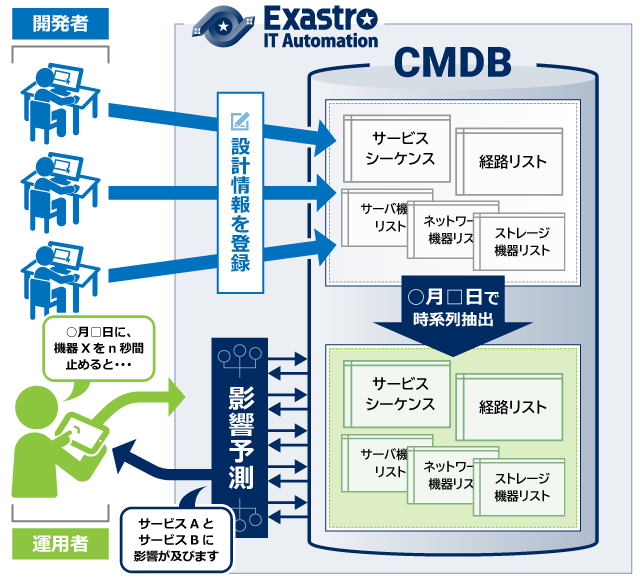 開発者
Exastro
IT Automation
CMDB
設計情報を登録
サービス
シーケンス
経路リスト
サーバ機
リスト
ネットワー
機器リス
ストレージ
機器リスト
○月□日で
時系列抽出
○月□日に、
機器Xをn秒間
止めると・・・
影響予測
サービス
シーケンス
経路リスト
サーバ機
リスト
ネットワー
機器リス
ストレージ
機器リスト
サービスAと
サービスBに
影響が及びます
運用者